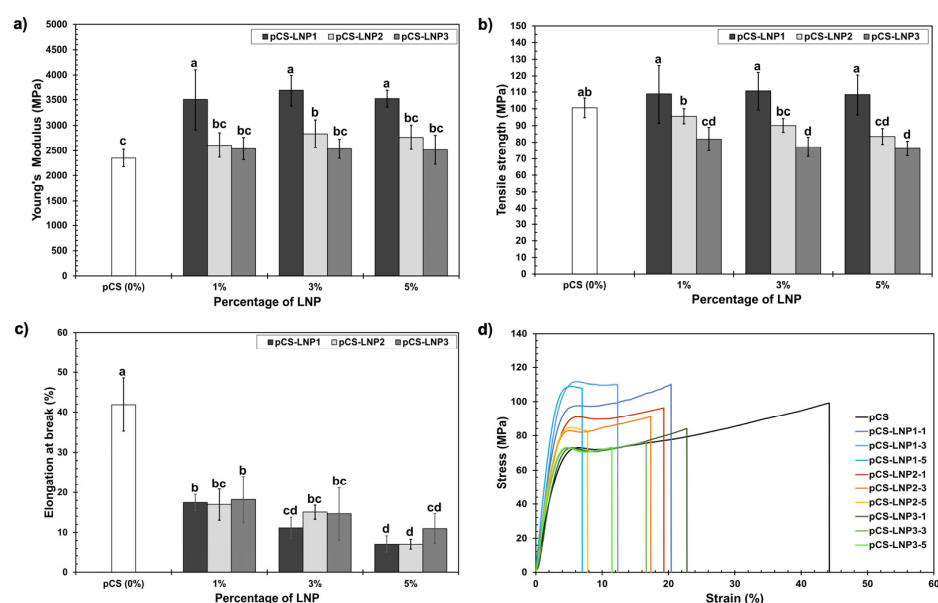 a)
5000
4500
4000
3500
3000
2500
2000
1500
1000
500
0
Young's Modulus (MPa)
pCS-LNP1 pCS-LNP2 pCS-LNP3
c
a
bc
bc
a
b
bc
a
bc
bc
pCS (0%) 1% 3% 5%
Percentage of LNP
b)
150
140
130
120
110
100
90
80
70
60
50
40
30
20
10
0
Tensile strength (MPa)
pCS-LNP1 pCS-LNP2 pCS-LNP3
ab
a
b
cd
a
bc
d
a
cd
d
pCS (0%) 1% 3% 5%
Percentage of LNP
c)
60
50
40
30
20
10
0
Elongation at break (%)
pCS-LNP1 pCS-LNP2 pCS-LNP3
a
b
b
b
cd
bc
bc
d
d
cd
pCS (0%) 1% 3% 5%
Percentage of LNP
d)
140
120
100
80
60
40
20
0
Stress (MPa)
pCS
pCS-LNP1-1
pCS-LNP1-3
pCS-LNP1-5
pCS-LNP2-1
pCS-LNP2-3
pCS-LNP2-5
pCS-LNP3-1
pCS-LNP3-3
pCS-LNP3-5
0 10 20 30 40 50 60
Strain (%)